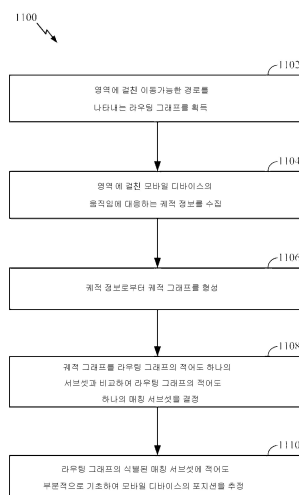 1100
1102
영역에 걸친 이동가능한 경로를
나타내는 라우팅 그래프를 획득
1104
영역에 걸친 모바일 디바이스의
움직임에 대응하는 궤적 정보를 수집
1106
궤적 정보로부터 궤적 그래프를 형성
1108
궤적 그래프를 라우팅 그래프의 적어도 하나의
서브셋과 비교하여 라우팅 그래프의 적어도
하나의 매칭 서브셋을 결정
1110
라우팅 그래프의 식별된 매칭 서브셋에 적어도
부분적으로 기초하여 모바일 디바이스의 포지션을 추정